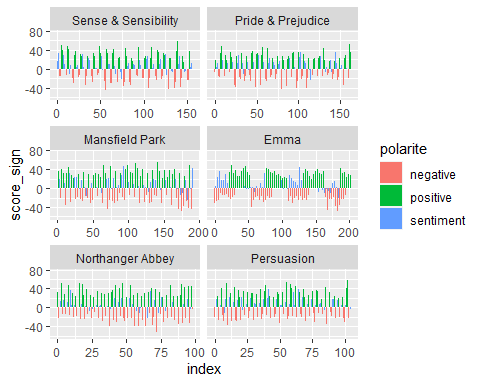 Sense & Sensibility Pride & Prejudice
80
40
0
-40
0 50 100 150 0 50 100 150
Mansfield Park Emma
80
40
0
-40
0 50 100 150 200 0 50 100 150 200
Northanger Abbey Persuasion
80
40
0
-40
0 25 50 75 100 0 25 50 75 100
score_sign
index
polarite
negative
positive
sentiment